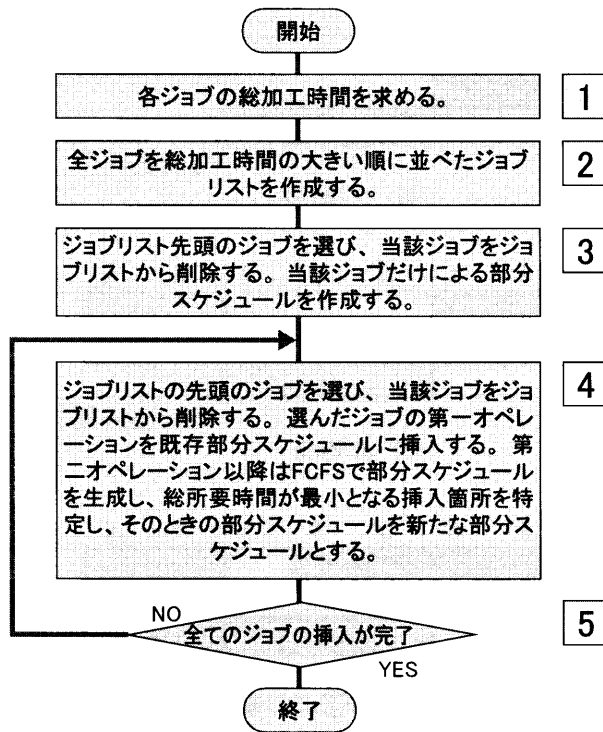 開始
各ジョブの総加工時間を求める。
1
全ジョブを総加工時間の大きい順に並べたジョブ
リストを作成する。
2
ジョブリスト先頭のジョブを選び、当該ジョブをジョ
ブリストから削除する。当該ジョブだけによる部分
スケジュールを作成する。
3
ジョブリストの先頭のジョブを選び、当該ジョブをジョ
ブリストから削除する。選んだジョブの第一オペレ
ーションを既存部分スケジュールに挿入する。第
二オペレーション以降はFCFSで部分スケジュール
を生成し、総所要時間が最小となる挿入箇所を特
定し、そのときの部分スケジュールを新たな部分ス
ケジュールとする。
4
NO
全てのジョブの挿入が完了
5
YES
終了